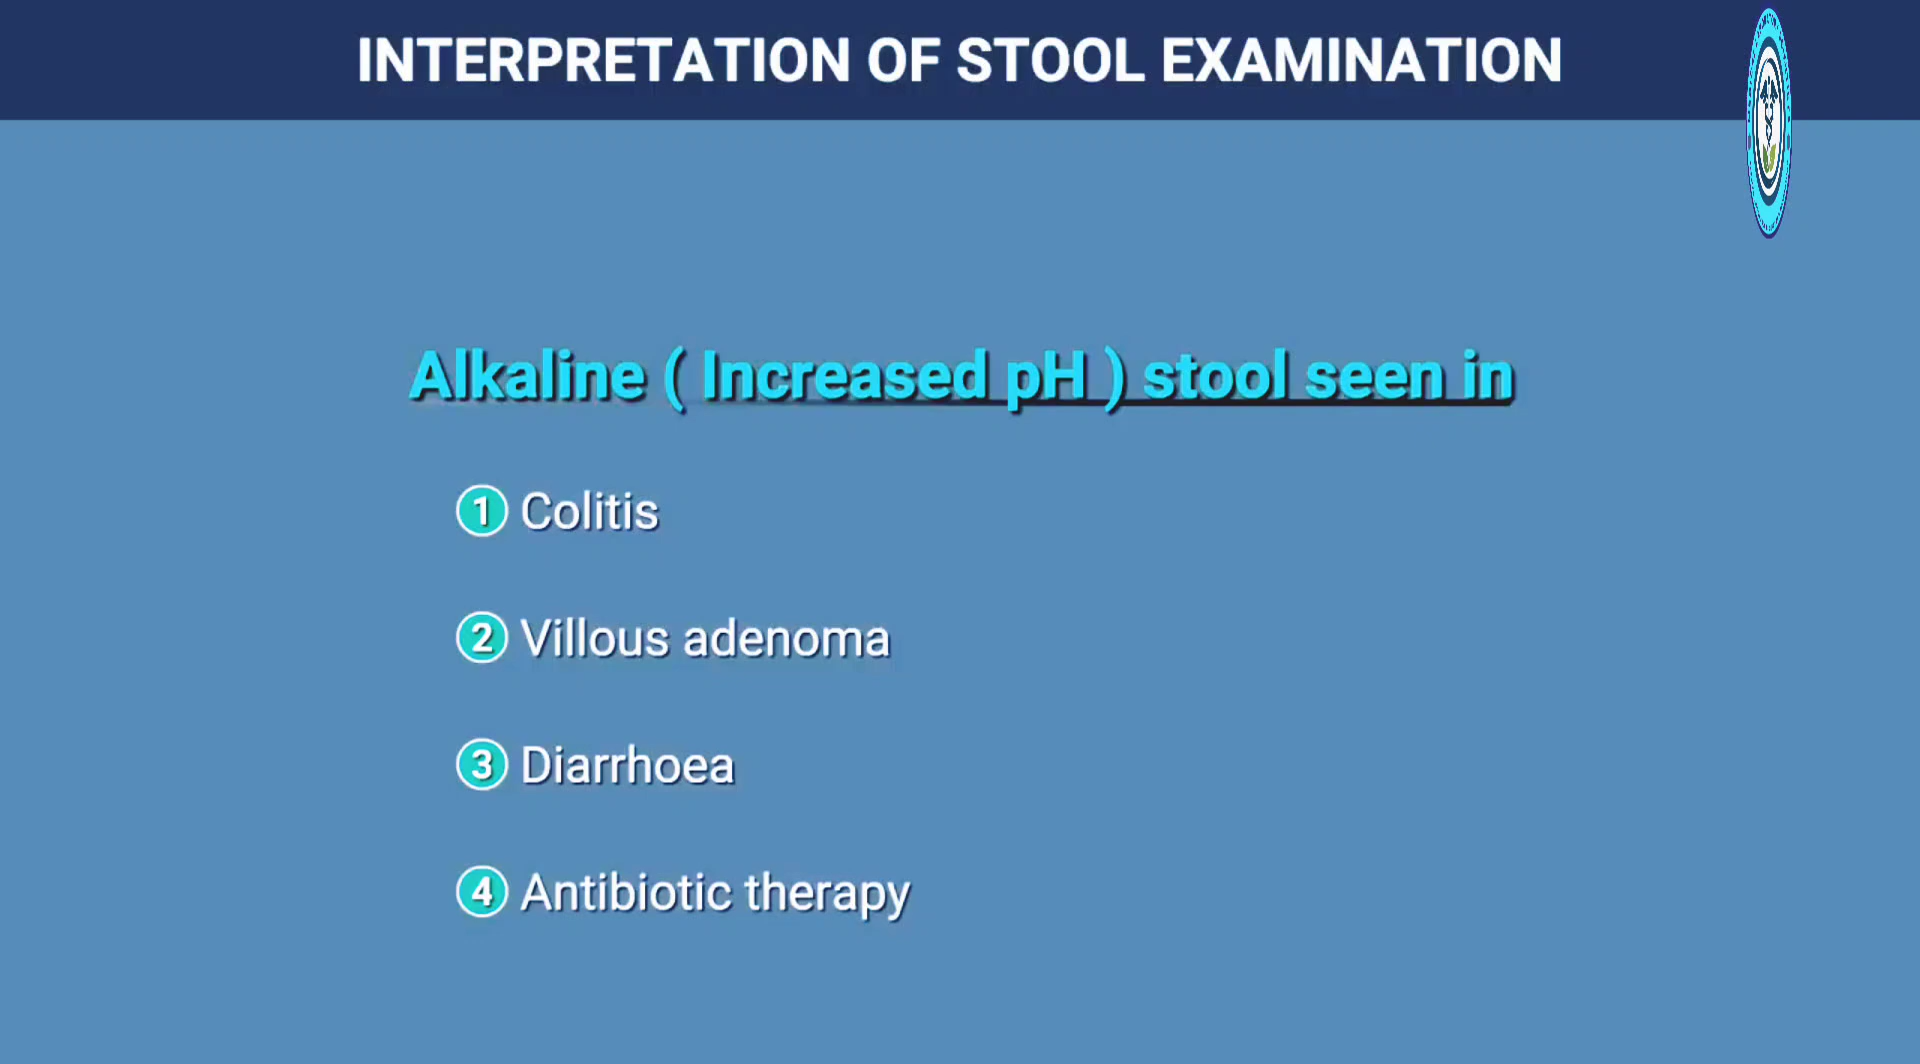 INTERPRETATION OF STOOL EXAMINATION
Alkaline ( Increased pH ) stool seen in
1 Colitis
2 Villous adenoma
3 Diarrhoea
4 Antibiotic therapy